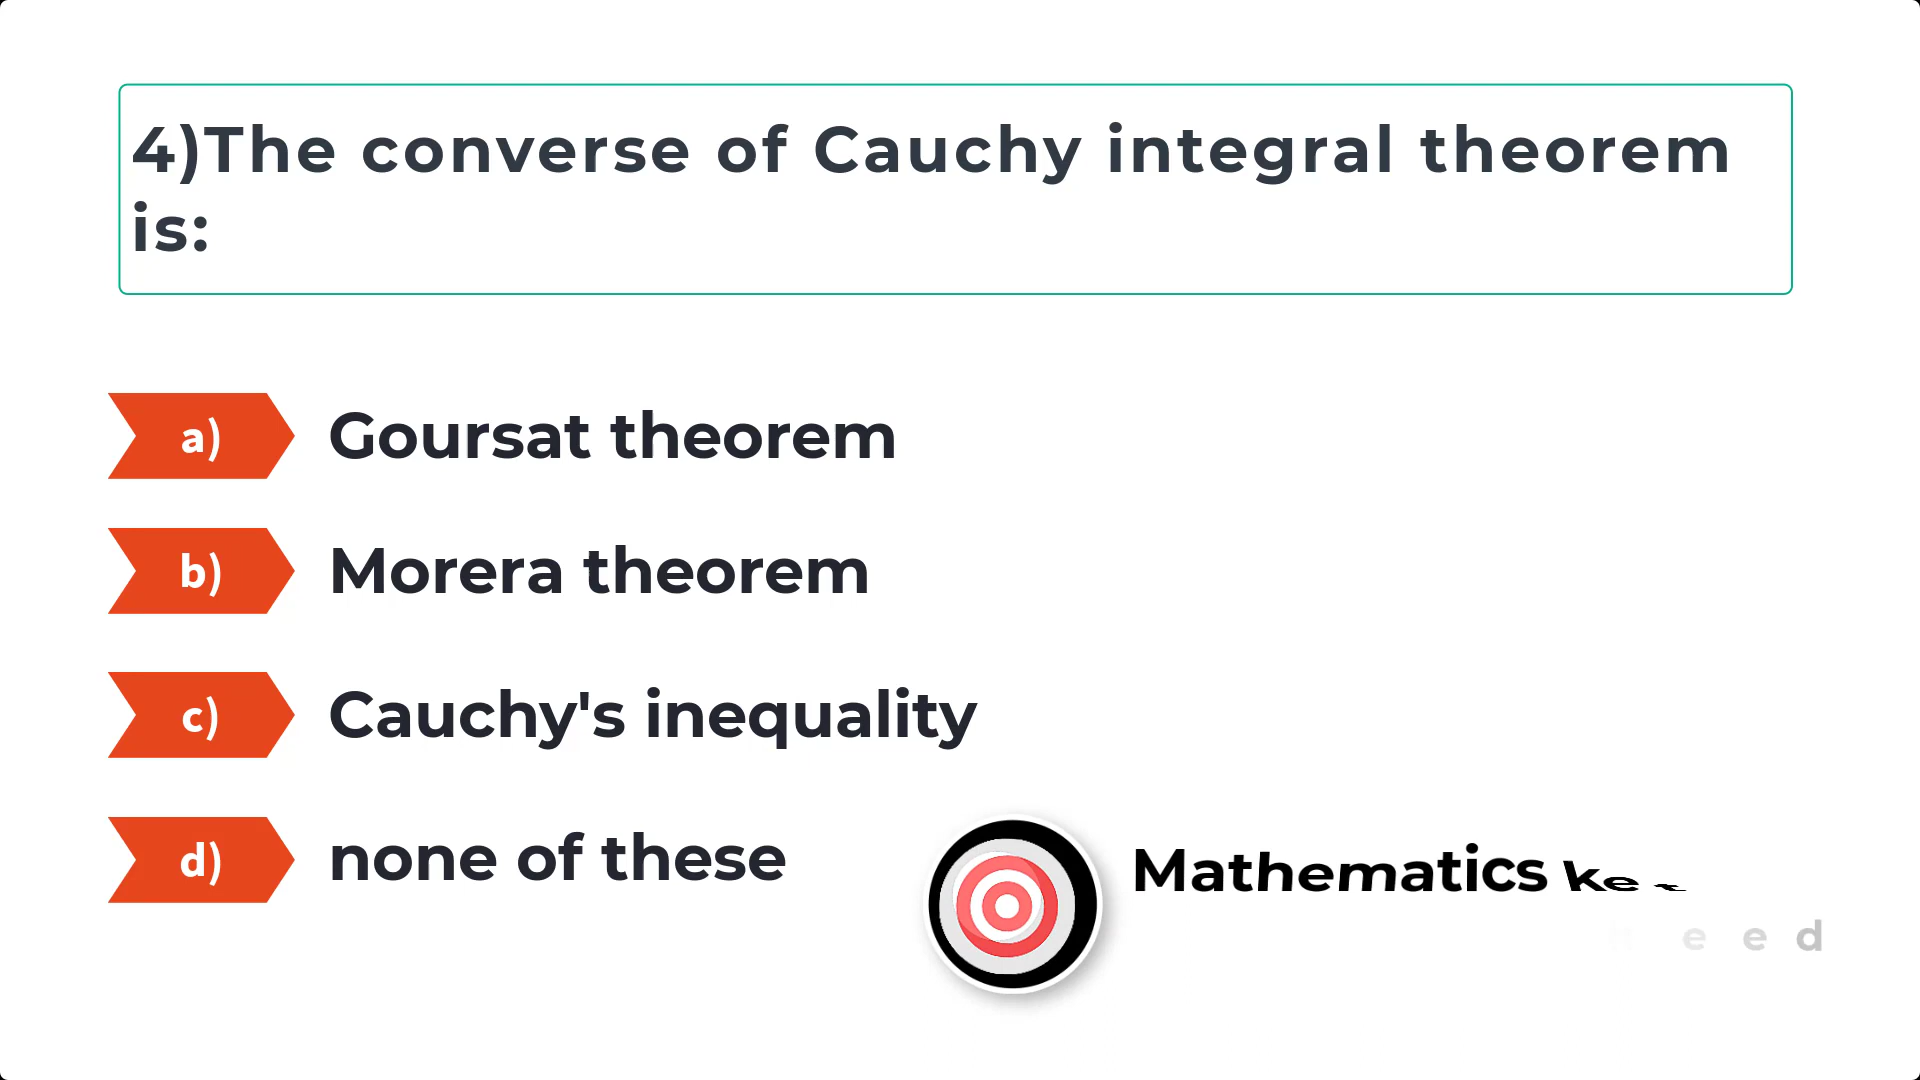 4)The converse of Cauchy integral theorem
is:
a) Goursat theorem
b) Morera theorem
c) Cauchy's inequality
d) none of these
Mathematics